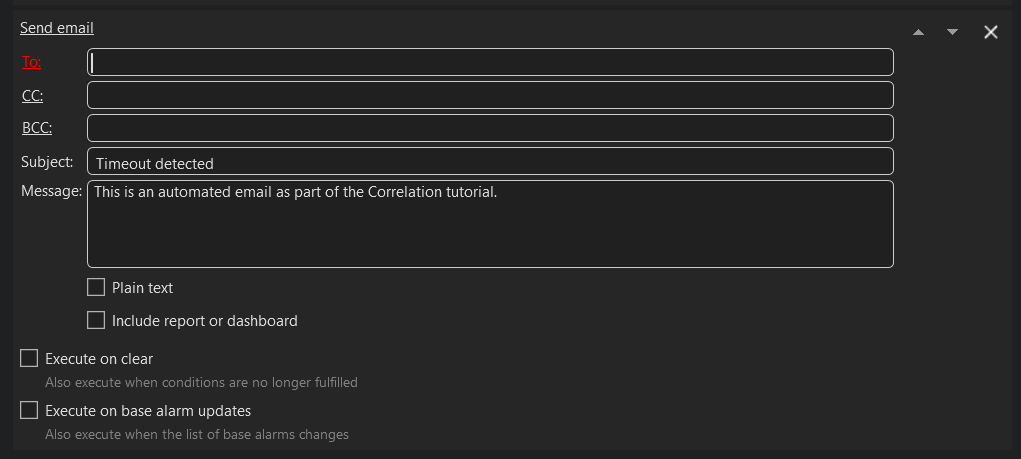 Send email
To:
CC:
BCC:
Subject: Timeout detected
Message: This is an automated email as part of the Correlation tutorial.
Plain text
Include report or dashboard
Execute on clear
Also execute when conditions are no longer fulfilled
Execute on base alarm updates
Also execute when the list of base alarms changes